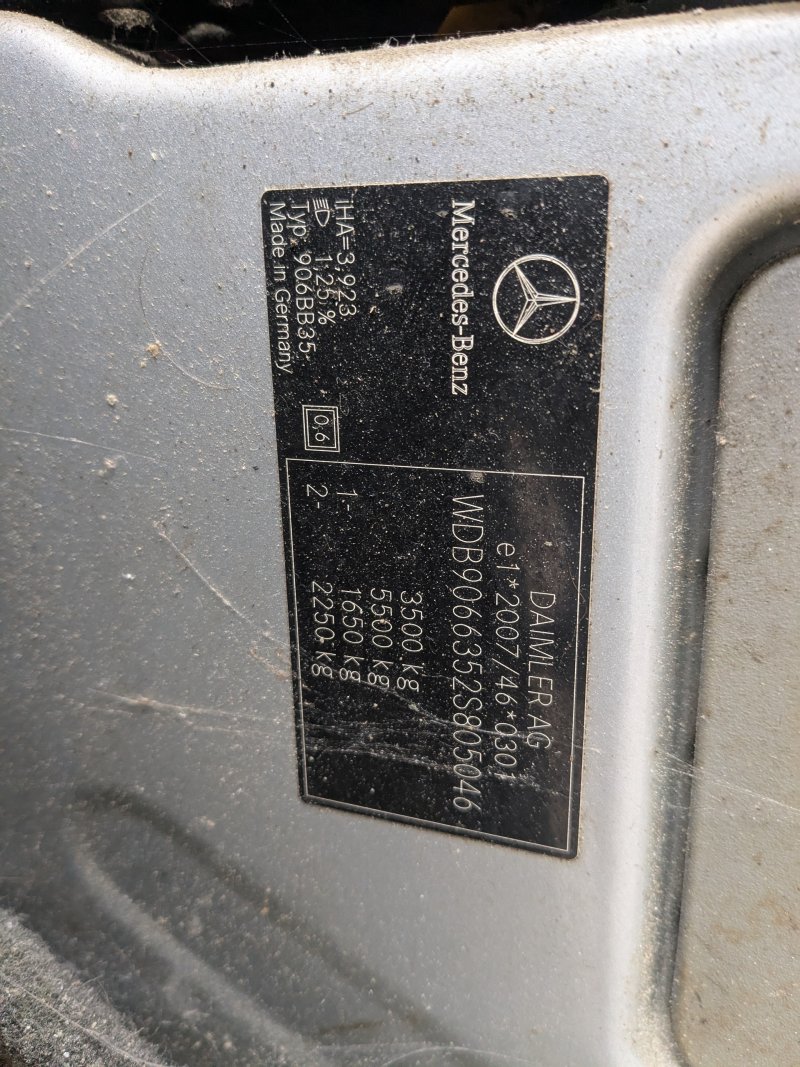 Mercedes-Benz
iHA=3,923
1,25 %
Typ 906BB35
Made in Germany
0,6
DAIMLER AG
e1*2007/46*0301
WDB9066352S805046
3500 kg
5500 kg
1- 1650 kg
2- 2250 kg